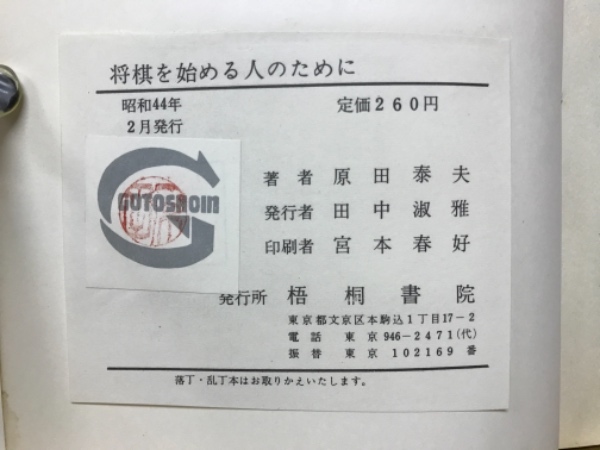 将棋を始める人のために
昭和44年
2月発行
定価260円
GOTOSHOIN
著者 原田泰夫
発行者 田中淑雅
印刷者 宮本春好
発行所 梧桐書院
東京都文京区本駒込1丁目17-2
電話 東京 946-2471(代)
振替 東京 102169 番
落丁・乱丁本はお取りかえいたします。